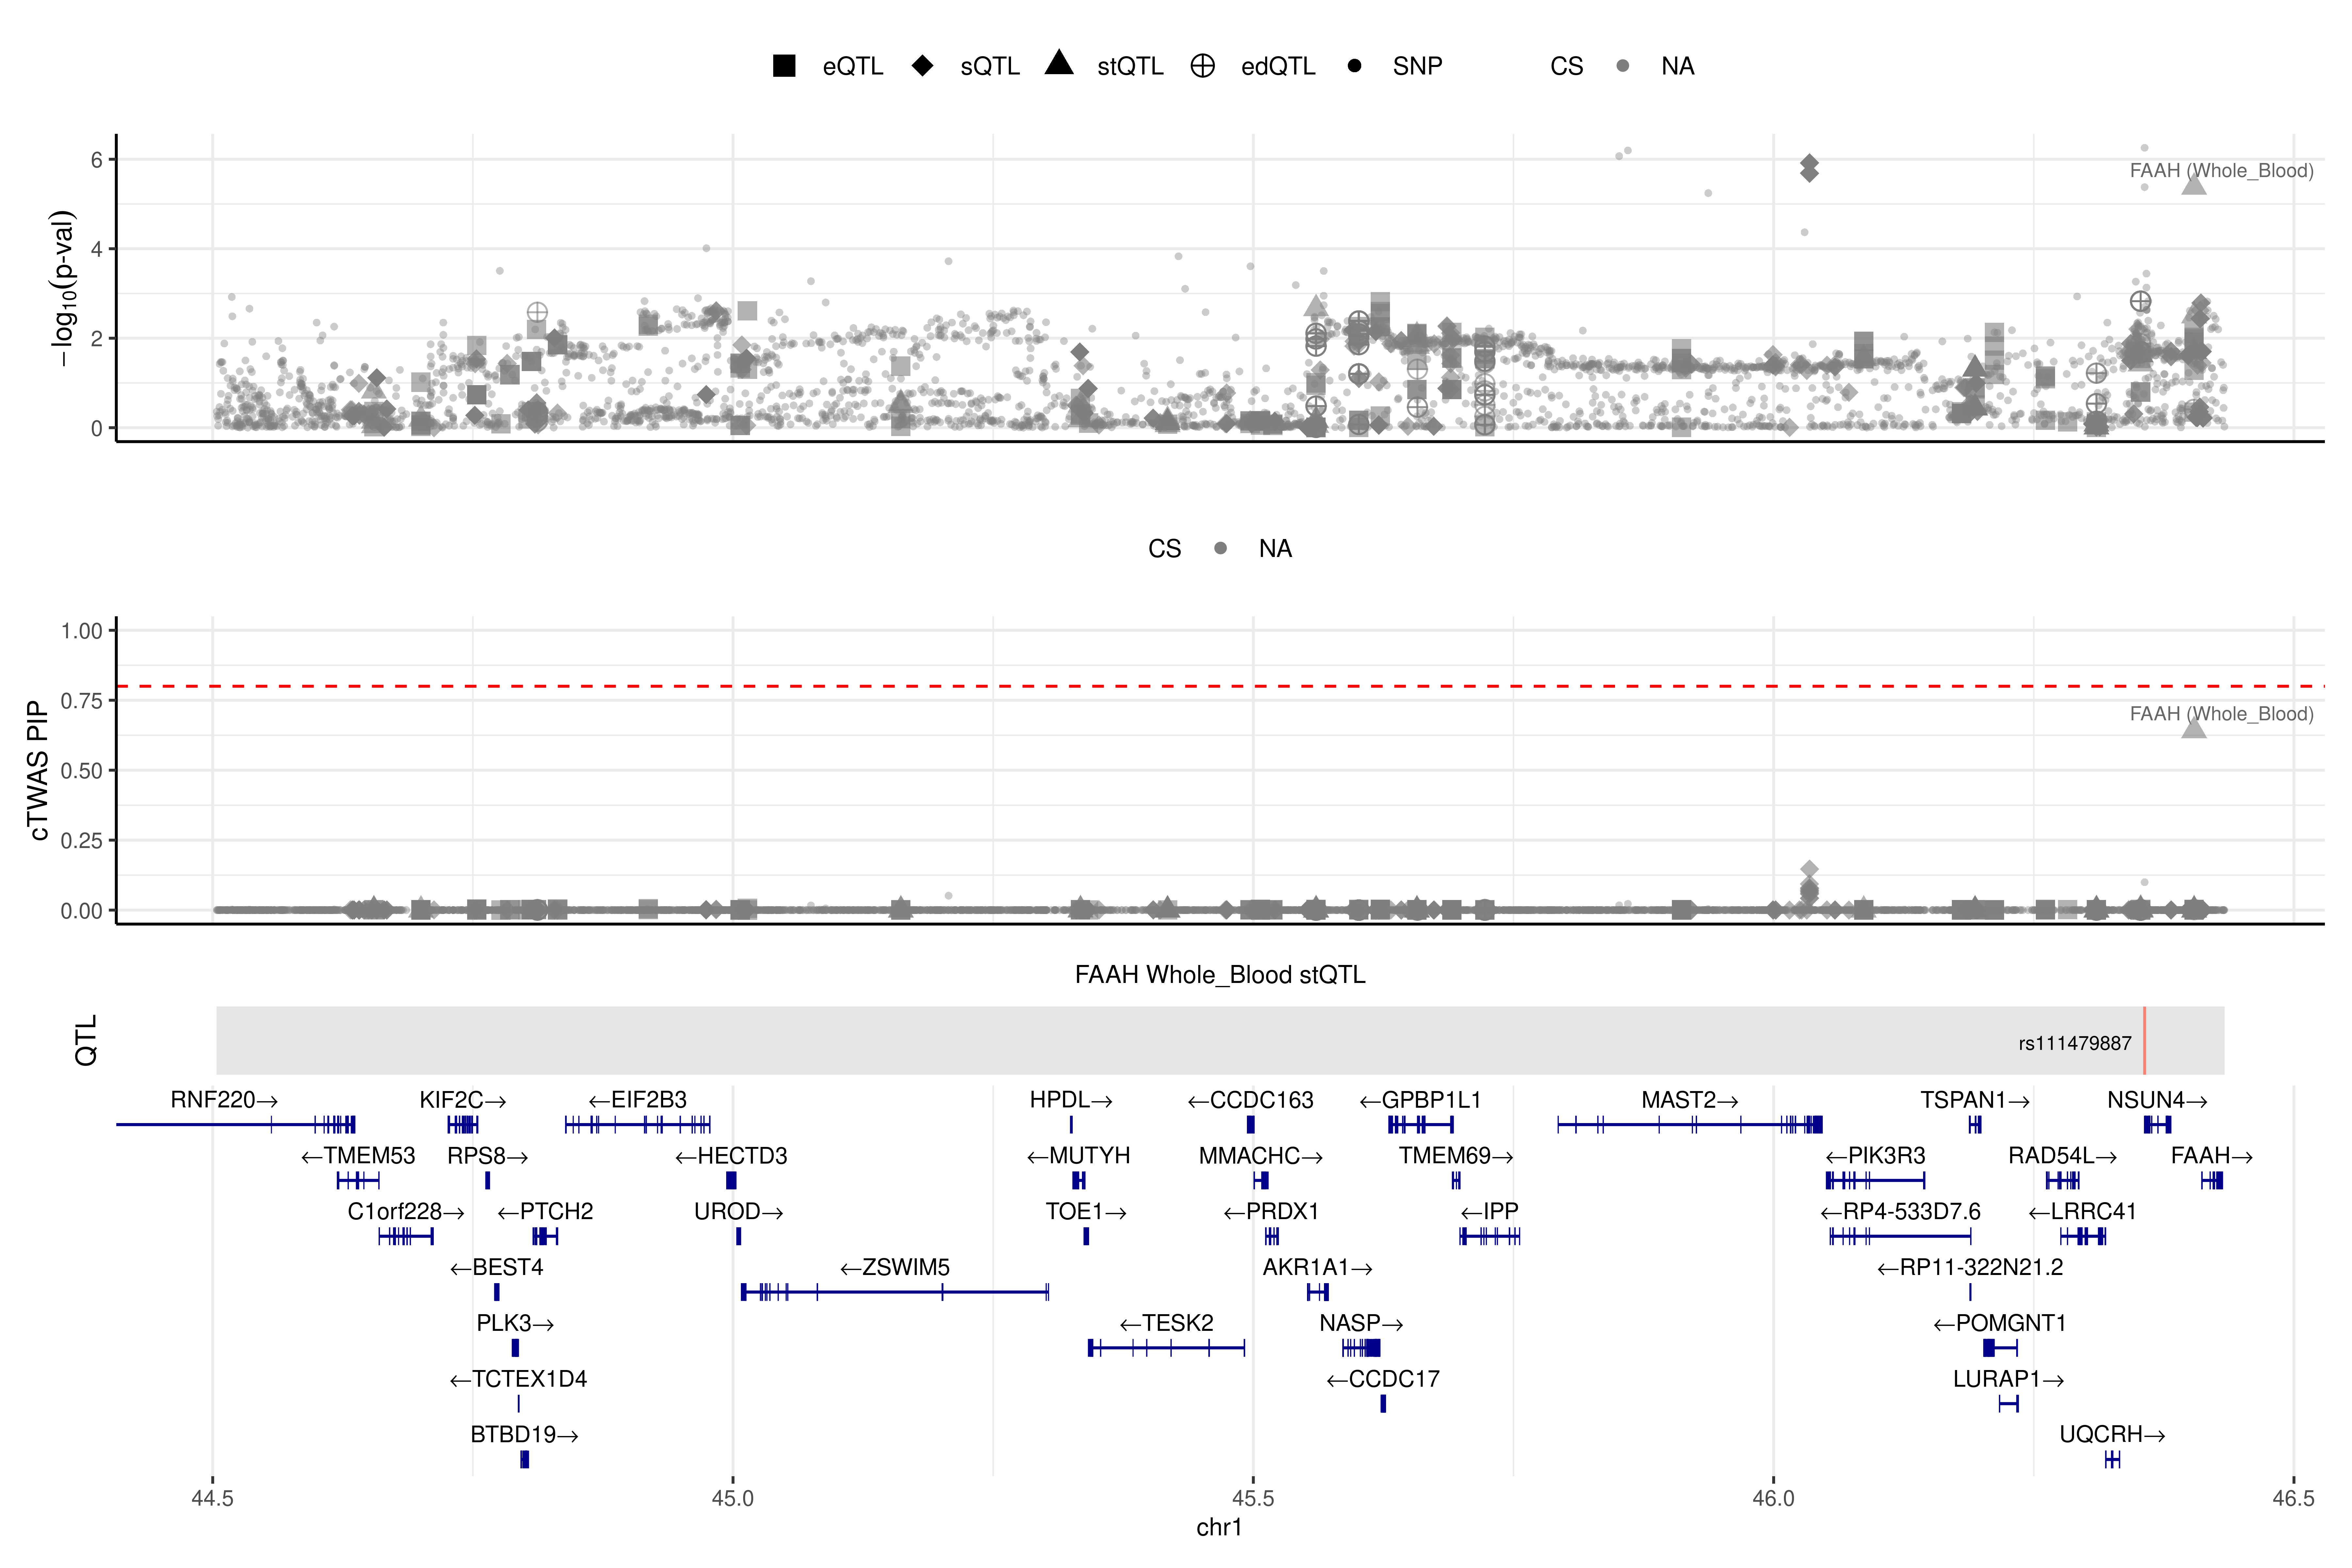 eQTL sQTL stQTL edQTL SNP CS NA
6
4
2
0
−log10(p-val)
FAAH (Whole_Blood)
CS NA
1.00
0.75
0.50
0.25
0.00
cTWAS PIP
FAAH (Whole_Blood)
FAAH Whole_Blood stQTL
QTL
rs111479887
RNF220→ KIF2C→ ←EIF2B3 HPDL→ ←CCDC163 ←GPBP1L1 MAST2→ TSPAN1→ NSUN4→
←TMEM53 RPS8→ ←HECTD3 ←MUTYH MMACHC→ TMEM69→ ←PIK3R3 RAD54L→ FAAH→
C1orf228→ ←PTCH2 UROD→ TOE1→ ←PRDX1 ←IPP ←RP4-533D7.6 ←LRRC41
←BEST4 ←ZSWIM5 AKR1A1→ ←RP11-322N21.2
PLK3→ ←TESK2 NASP→ ←POMGNT1
←TCTEX1D4 ←CCDC17 LURAP1→
BTBD19→ UQCRH→
44.5 45.0 45.5 46.0 46.5
chr1